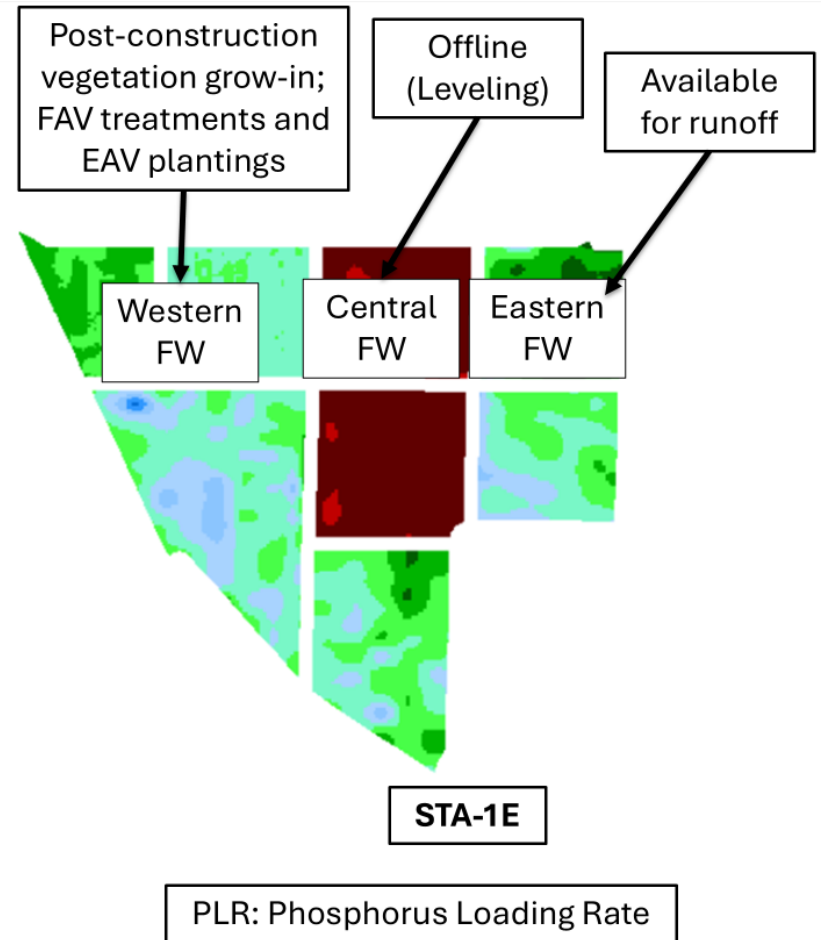 Post-construction
vegetation grow-in;
FAV treatments and
EAV plantings
Offline
(Leveling)
Available
for runoff
Western
FW
Central
FW
Eastern
FW
STA-1E
PLR: Phosphorus Loading Rate